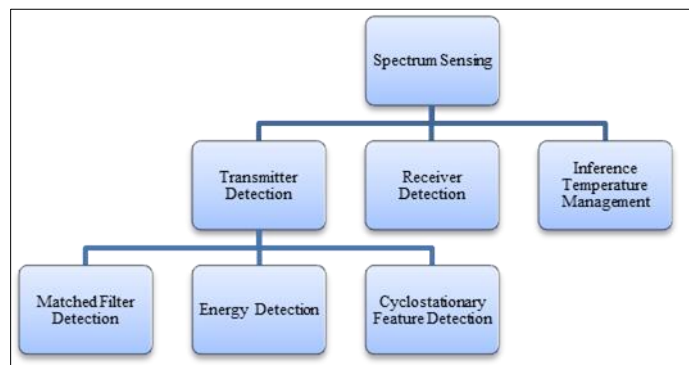 Spectrum Sensing
Transmitter
Detection
Receiver
Detection
Inference
Temperature
Management
Matched Filter
Detection
Energy Detection
Cyclostationary
Feature Detection